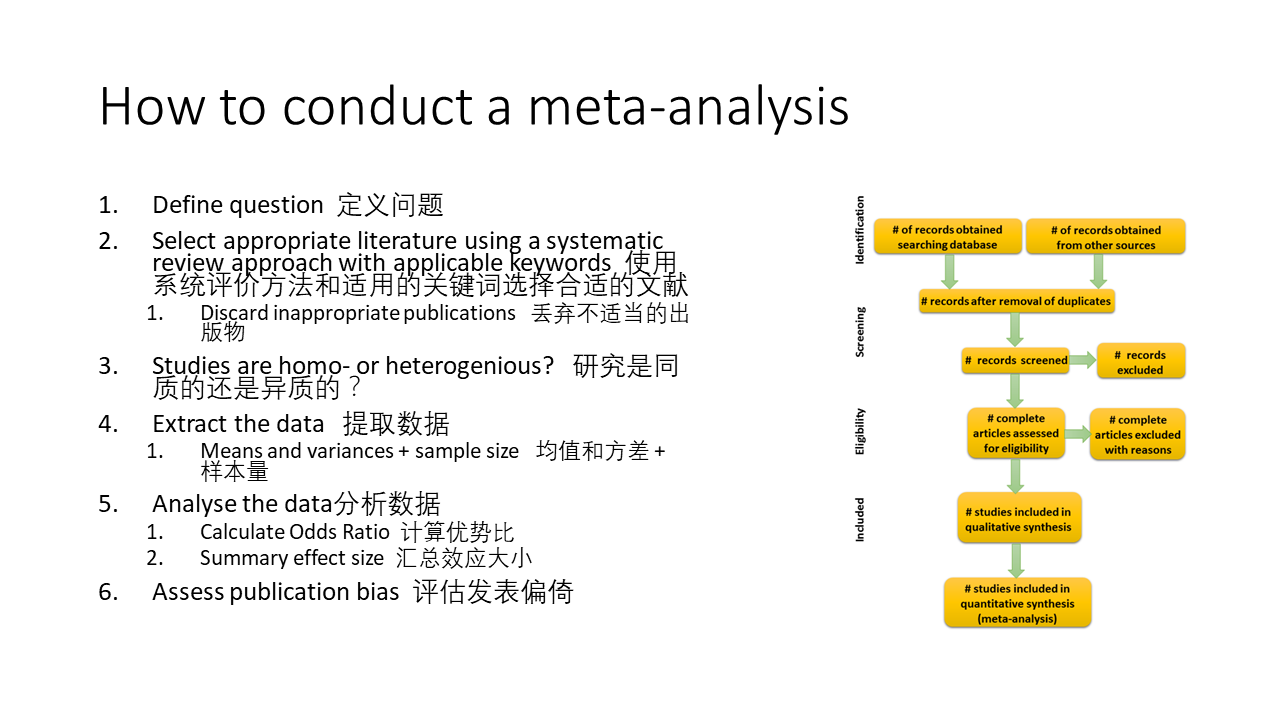 How to conduct a meta-analysis
1. Define question 定义问题
2. Select appropriate literature using a systematic
review approach with applicable keywords 使用
系统评价方法和适用的关键词选择合适的文献
1. Discard inappropriate publications 丢弃不适当的出
版物
3. Studies are homo- or heterogenious? 研究是同
质的还是异质的？
4. Extract the data 提取数据
1. Means and variances + sample size 均值和方差 +
样本量
5. Analyse the data分析数据
1. Calculate Odds Ratio 计算优势比
2. Summary effect size 汇总效应大小
6. Assess publication bias 评估发表偏倚
Identification
# of records obtained
searching database
# of records obtained
from other sources
# records after removal of duplicates
Screening
# records screened
# records
excluded
Eligibility
# complete
articles assessed
for eligibility
# complete
articles excluded
with reasons
Included
# studies included in
qualitative synthesis
# studies included in
quantitative synthesis
(meta-analysis)